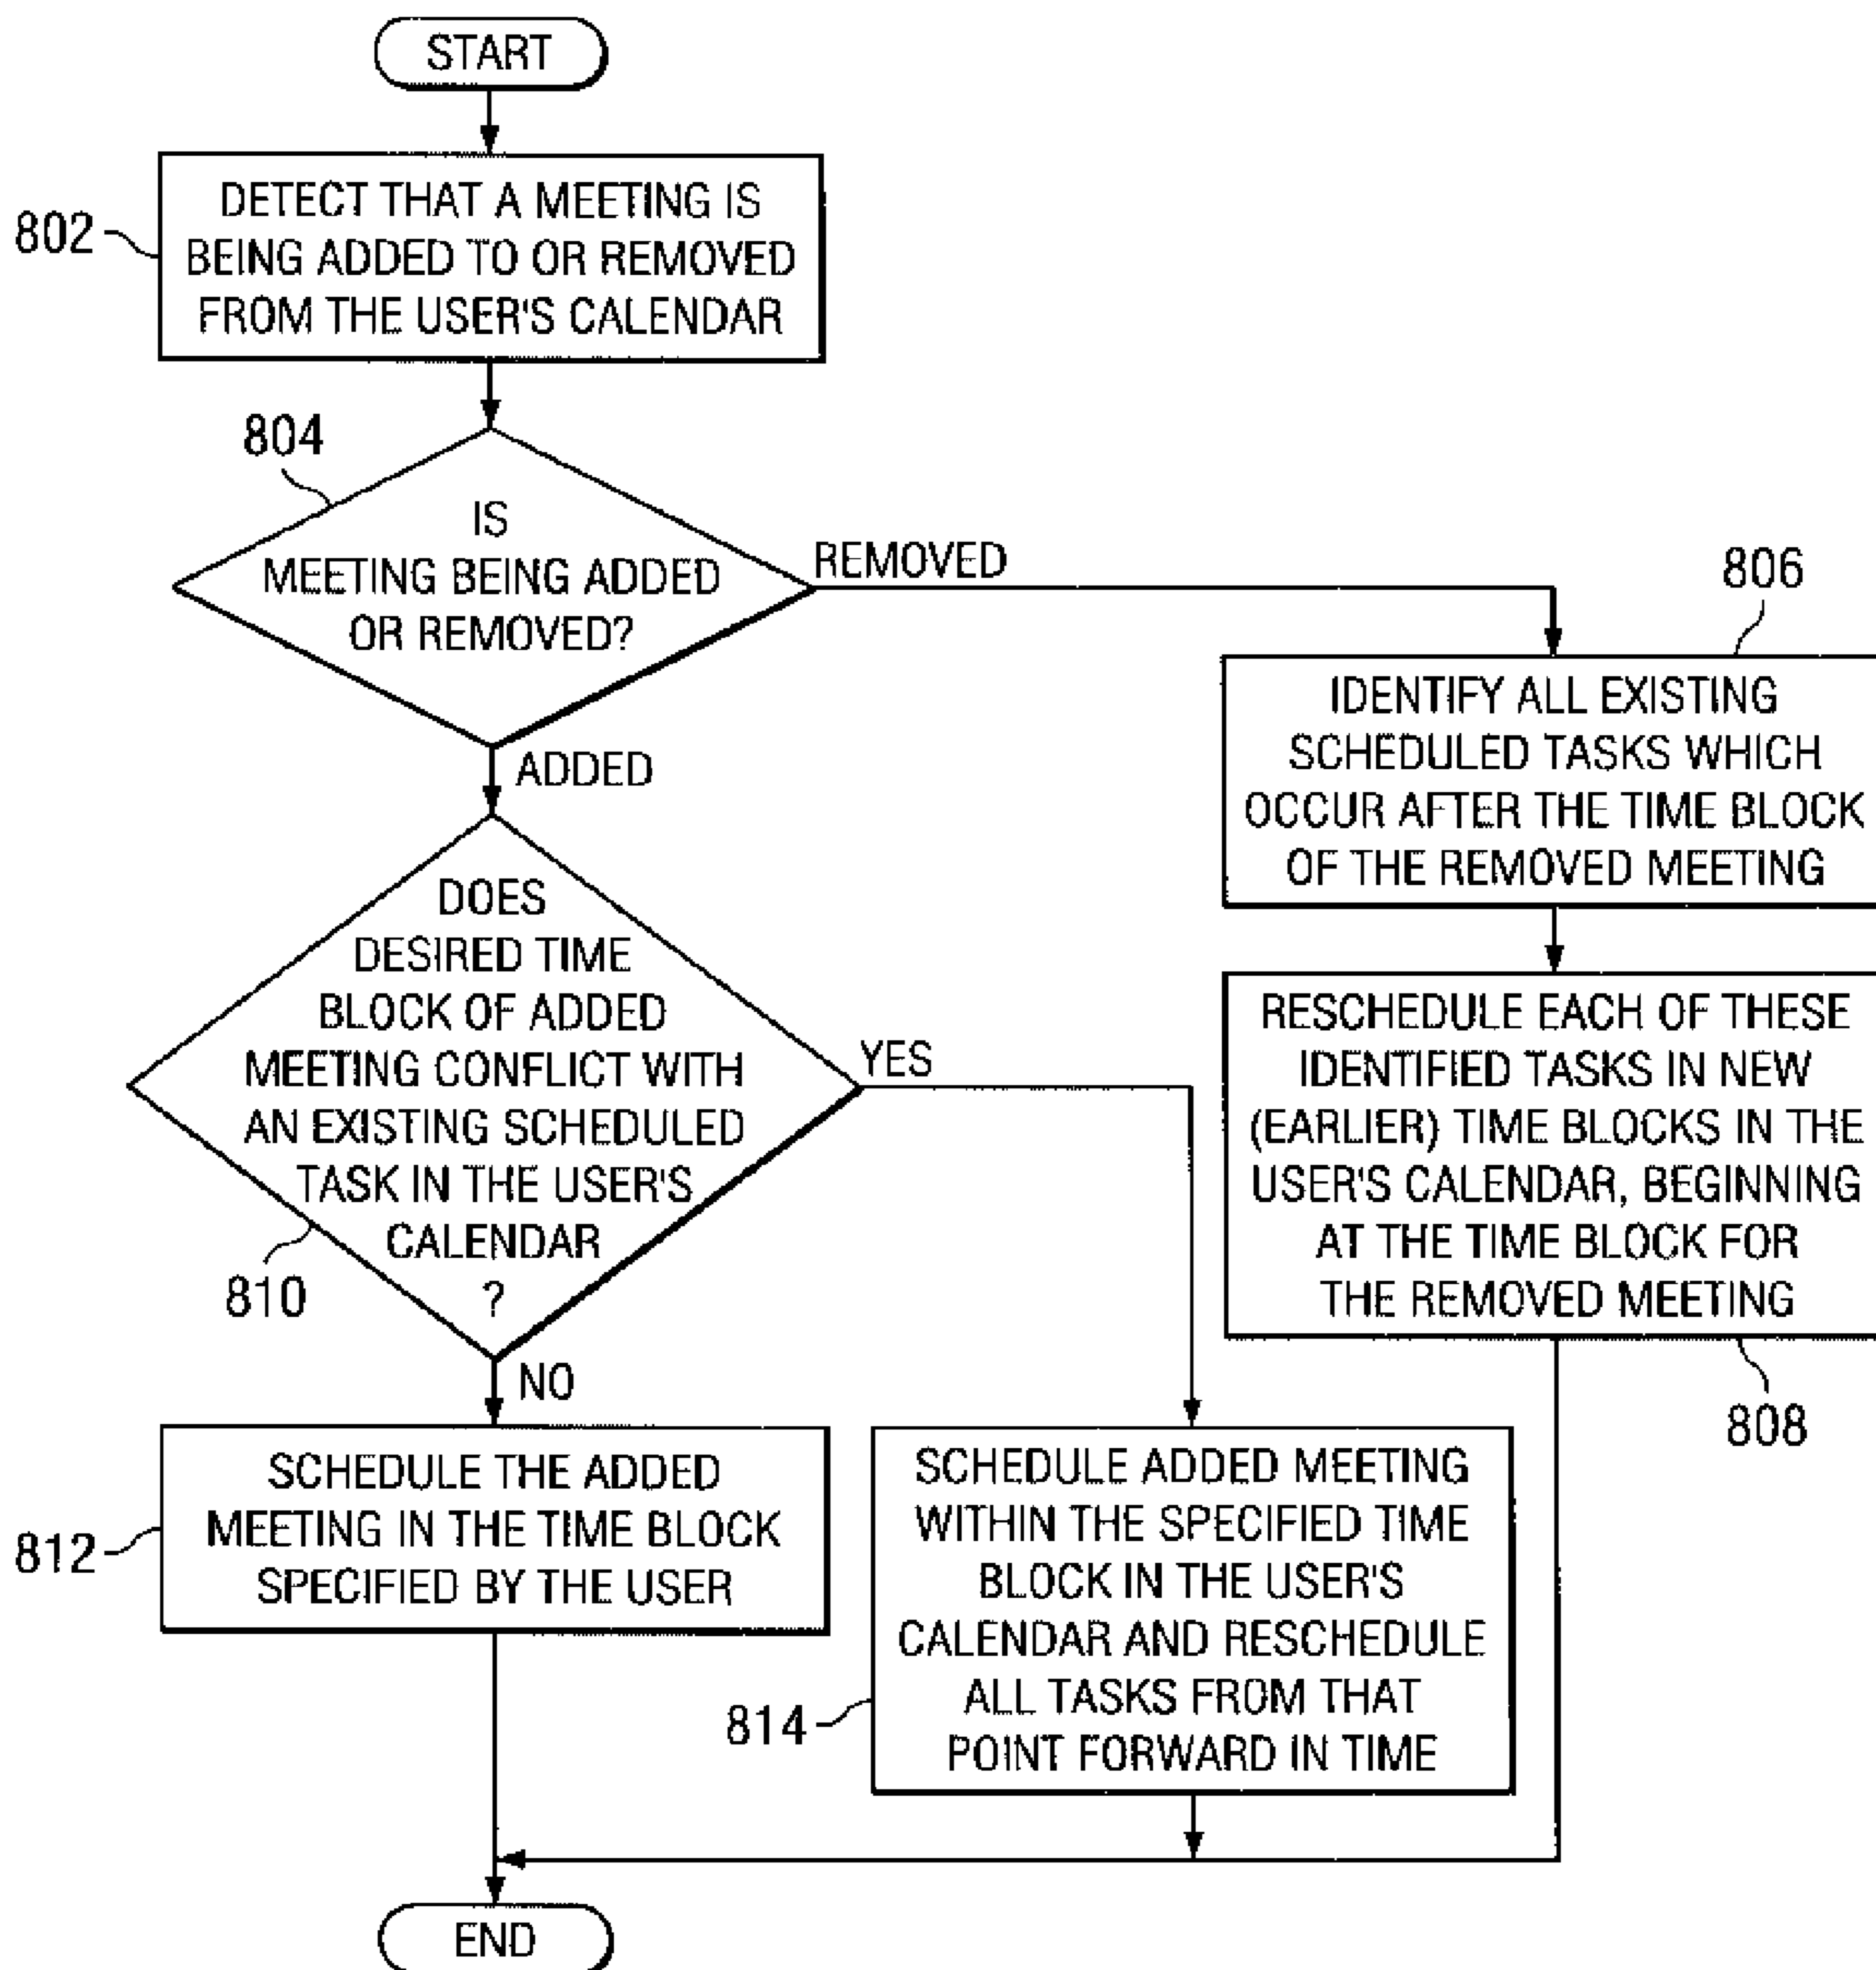 START
802
DETECT THAT A MEETING IS
BEING ADDED TO OR REMOVED
FROM THE USER'S CALENDAR
804
IS
MEETING BEING ADDED
OR REMOVED?
REMOVED
ADDED
806
IDENTIFY ALL EXISTING
SCHEDULED TASKS WHICH
OCCUR AFTER THE TIME BLOCK
OF THE REMOVED MEETING
RESCHEDULE EACH OF THESE
IDENTIFIED TASKS IN NEW
(EARLIER) TIME BLOCKS IN THE
USER'S CALENDAR, BEGINNING
AT THE TIME BLOCK FOR
THE REMOVED MEETING
808
DOES
DESIRED TIME
BLOCK OF ADDED
MEETING CONFLICT WITH
AN EXISTING SCHEDULED
TASK IN THE USER'S
CALENDAR
?
810
YES
NO
812
SCHEDULE THE ADDED
MEETING IN THE TIME BLOCK
SPECIFIED BY THE USER
814
SCHEDULE ADDED MEETING
WITHIN THE SPECIFIED TIME
BLOCK IN THE USER'S
CALENDAR AND RESCHEDULE
ALL TASKS FROM THAT
POINT FORWARD IN TIME
END